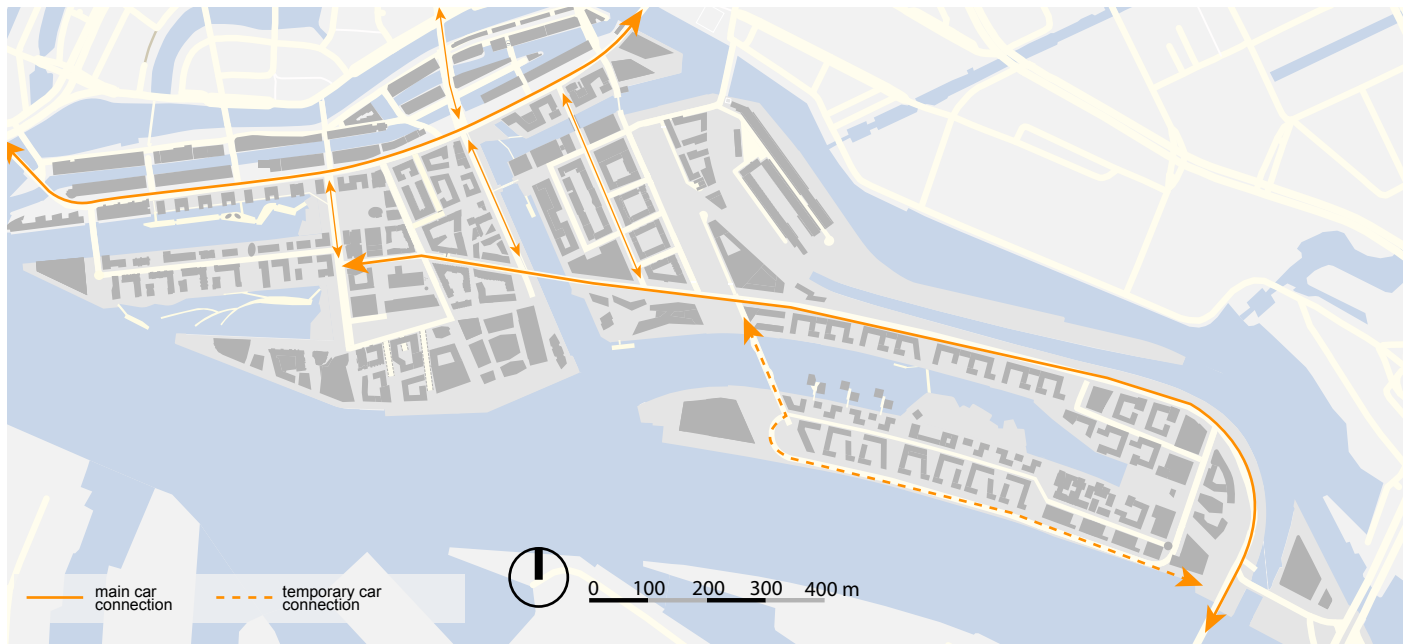 main car
connection
temporary car
connection
0 100 200 300 400 m